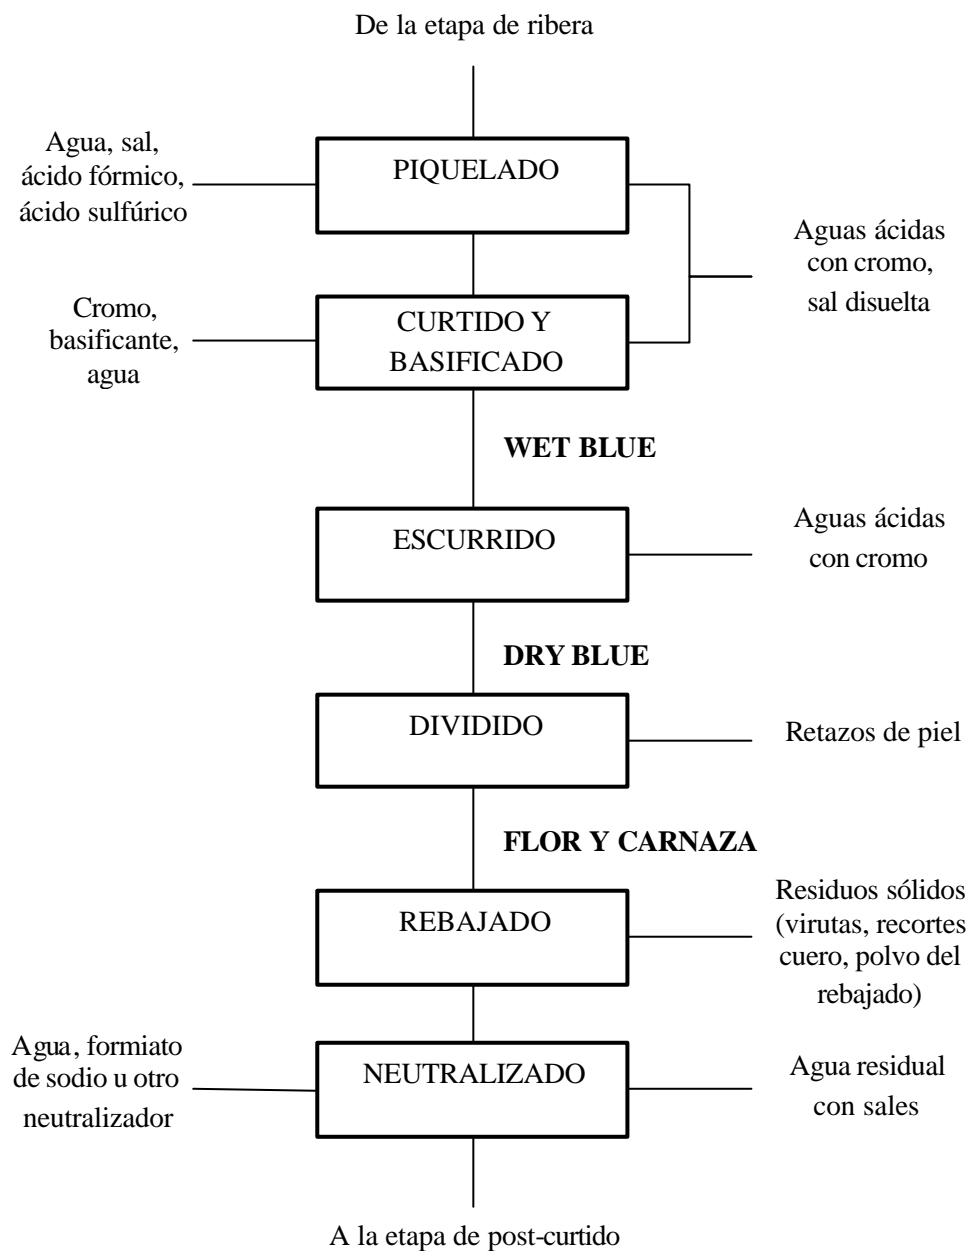 De la etapa de ribera
Agua, sal,
ácido fórmico,
ácido sulfúrico
PIQUELADO
Aguas ácidas
con cromo,
sal disuelta
Cromo,
basificante,
agua
CURTIDO Y
BASIFICADO
WET BLUE
ESCURRIDO
Aguas ácidas
con cromo
DRY BLUE
DIVIDIDO
Retazos de piel
FLOR Y CARNAZA
REBAJADO
Residuos sólidos
(virutas, recortes
cuero, polvo del
rebajado)
Agua, formiato
de sodio u otro
neutralizador
NEUTRALIZADO
Agua residual
con sales
A la etapa de post-curtido